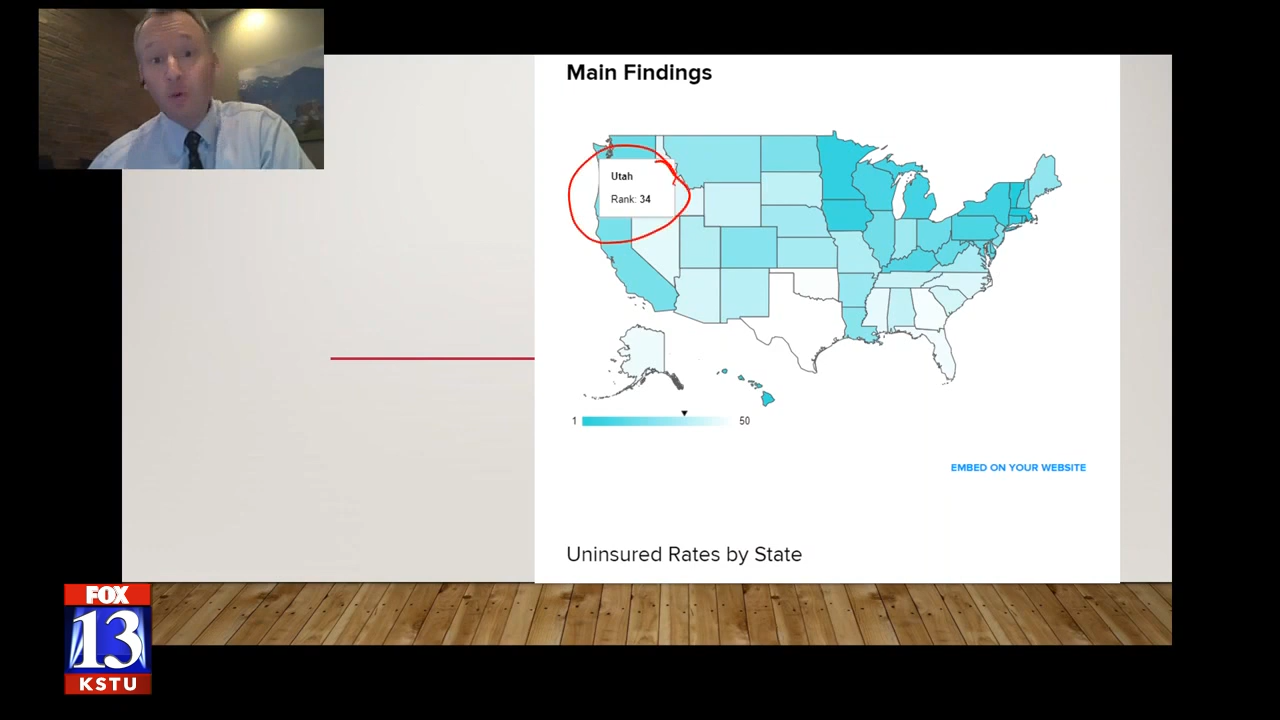 Main Findings
Utah
Rank: 34
1
50
EMBED ON YOUR WEBSITE
Uninsured Rates by State
FOX
13
KSTU